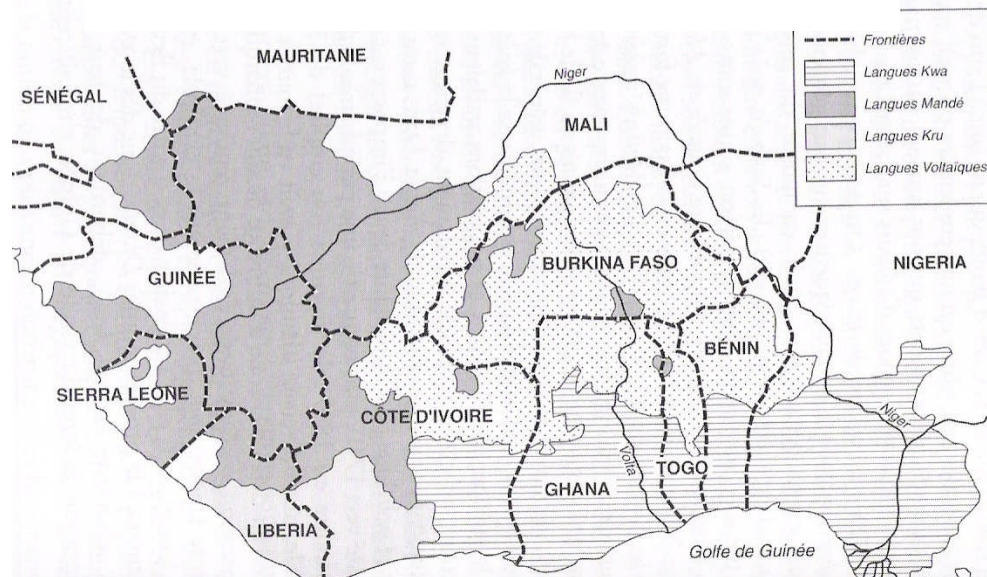 MAURITANIE
SÉNÉGAL
Niger
MALI
Frontières
Langues Kwa
Langues Mandé
Langues Kru
Langues Voltaïques
GUINÉE
BURKINA FASO
NIGERIA
BÉNIN
SIERRA LEONE
CÔTE D'IVOIRE
Niger
Volta
TOGO
GHANA
LIBERIA
Golfe de Guinée